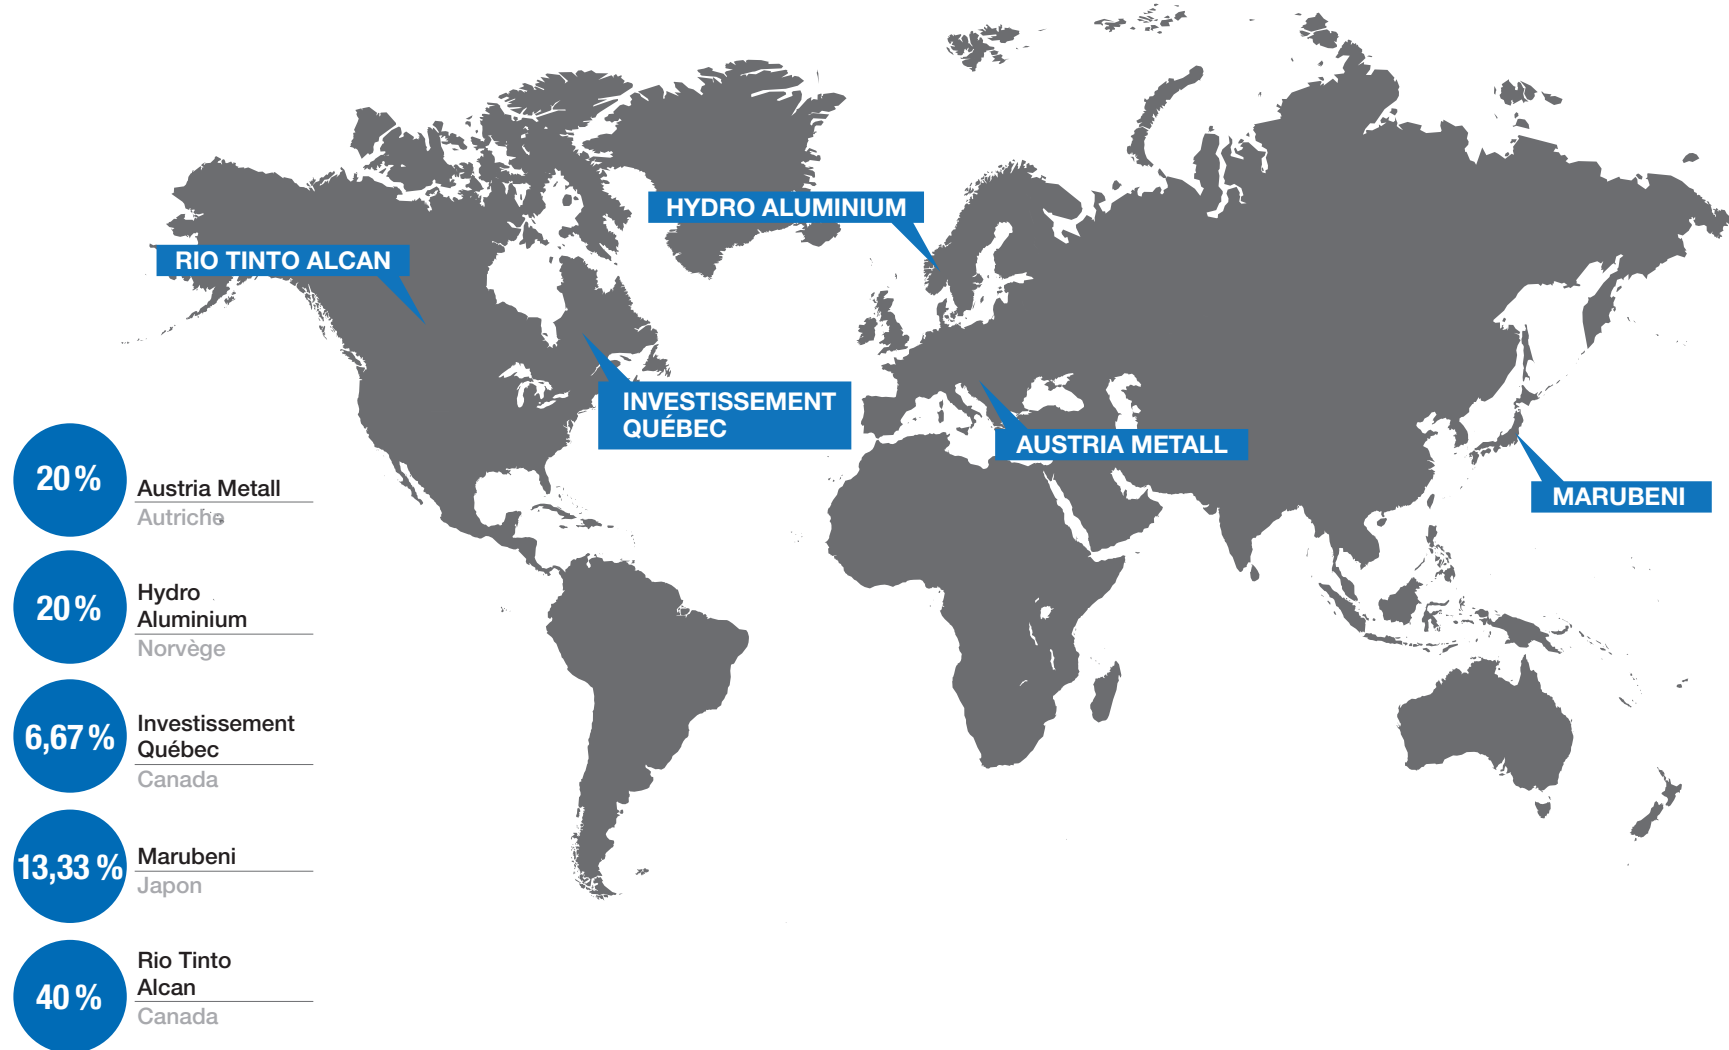 HYDRO ALUMINIUM
RIO TINTO ALCAN
INVESTISSEMENT
QUÉBEC
AUSTRIA METALL
MARUBENI
20 %
Austria Metall
Autriche
20 %
Hydro
Aluminium
Norvège
6,67 %
Investissement
Québec
Canada
13,33 %
Marubeni
Japon
40 %
Rio Tinto
Alcan
Canada